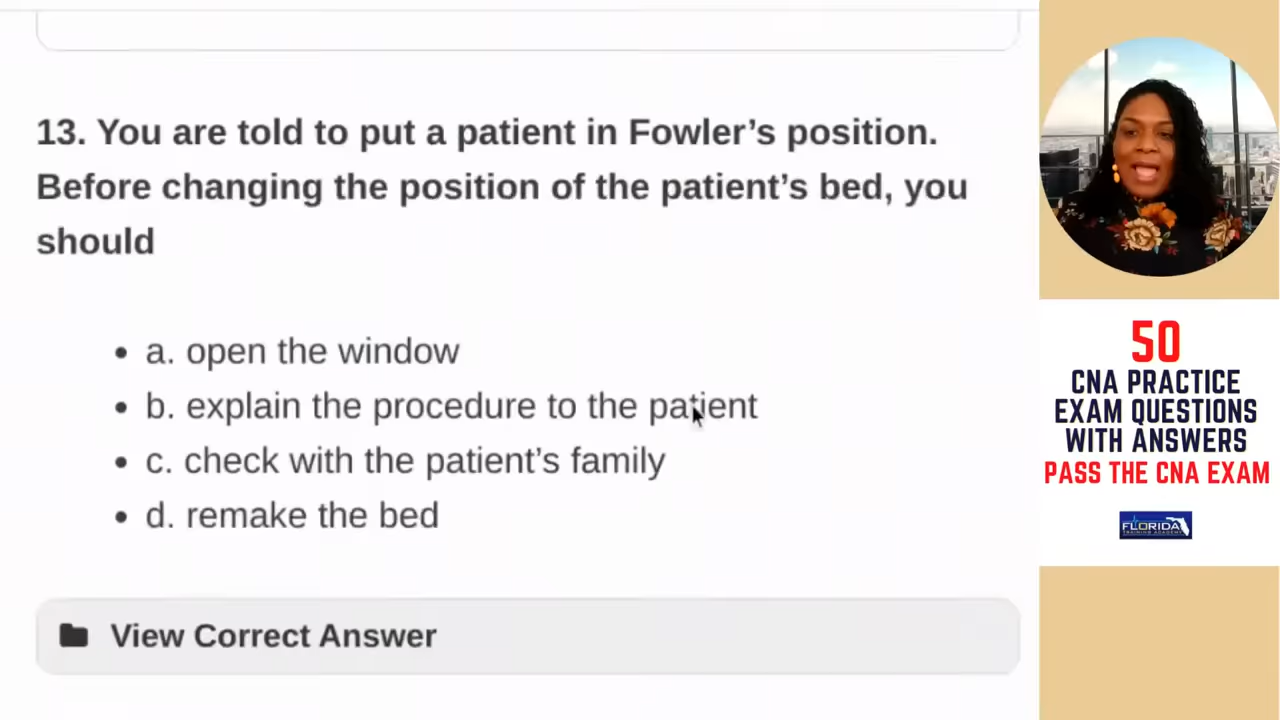 13. You are told to put a patient in Fowler's position.
Before changing the position of the patient's bed, you
should
• a. open the window
• b. explain the procedure to the patient
• c. check with the patient's family
• d. remake the bed
View Correct Answer
50
CNA PRACTICE
EXAM QUESTIONS
WITH ANSWERS
PASS THE CNA EXAM
FLORIDA
TRAINING ACADEMY